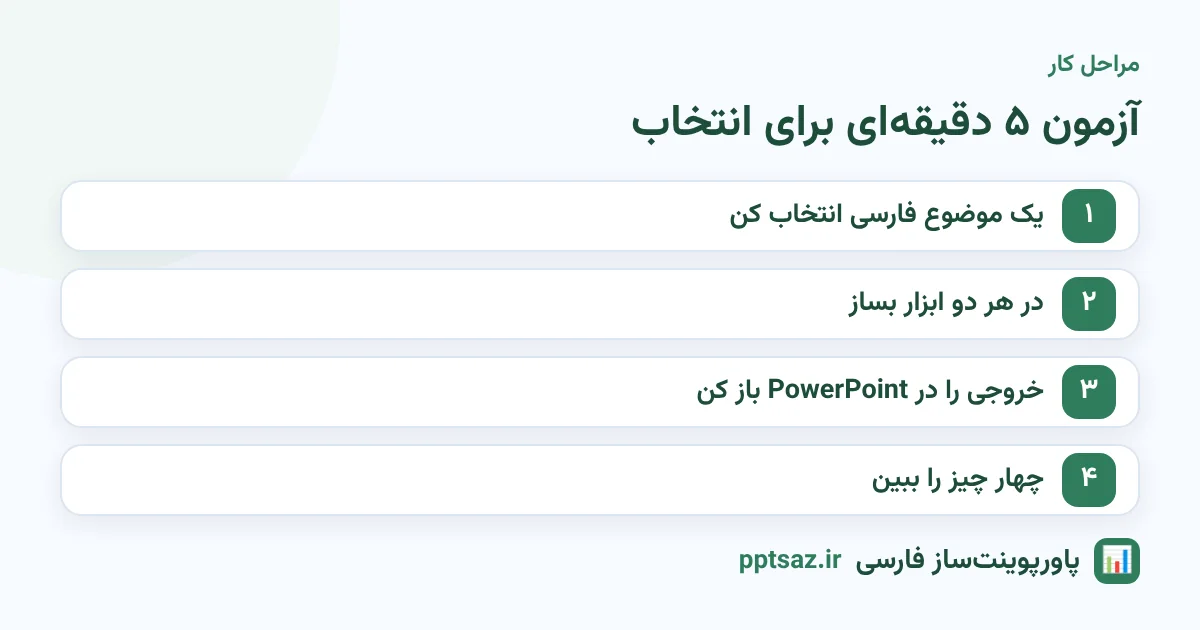 مراحل کار
آزمون ۵ دقیقه‌ای برای انتخاب
۱ یک موضوع فارسی انتخاب کن
۲ در هر دو ابزار بساز
۳ خروجی را در PowerPoint باز کن
۴ چهار چیز را ببین
پاورپوینت‌ساز فارسی pptsaz.ir